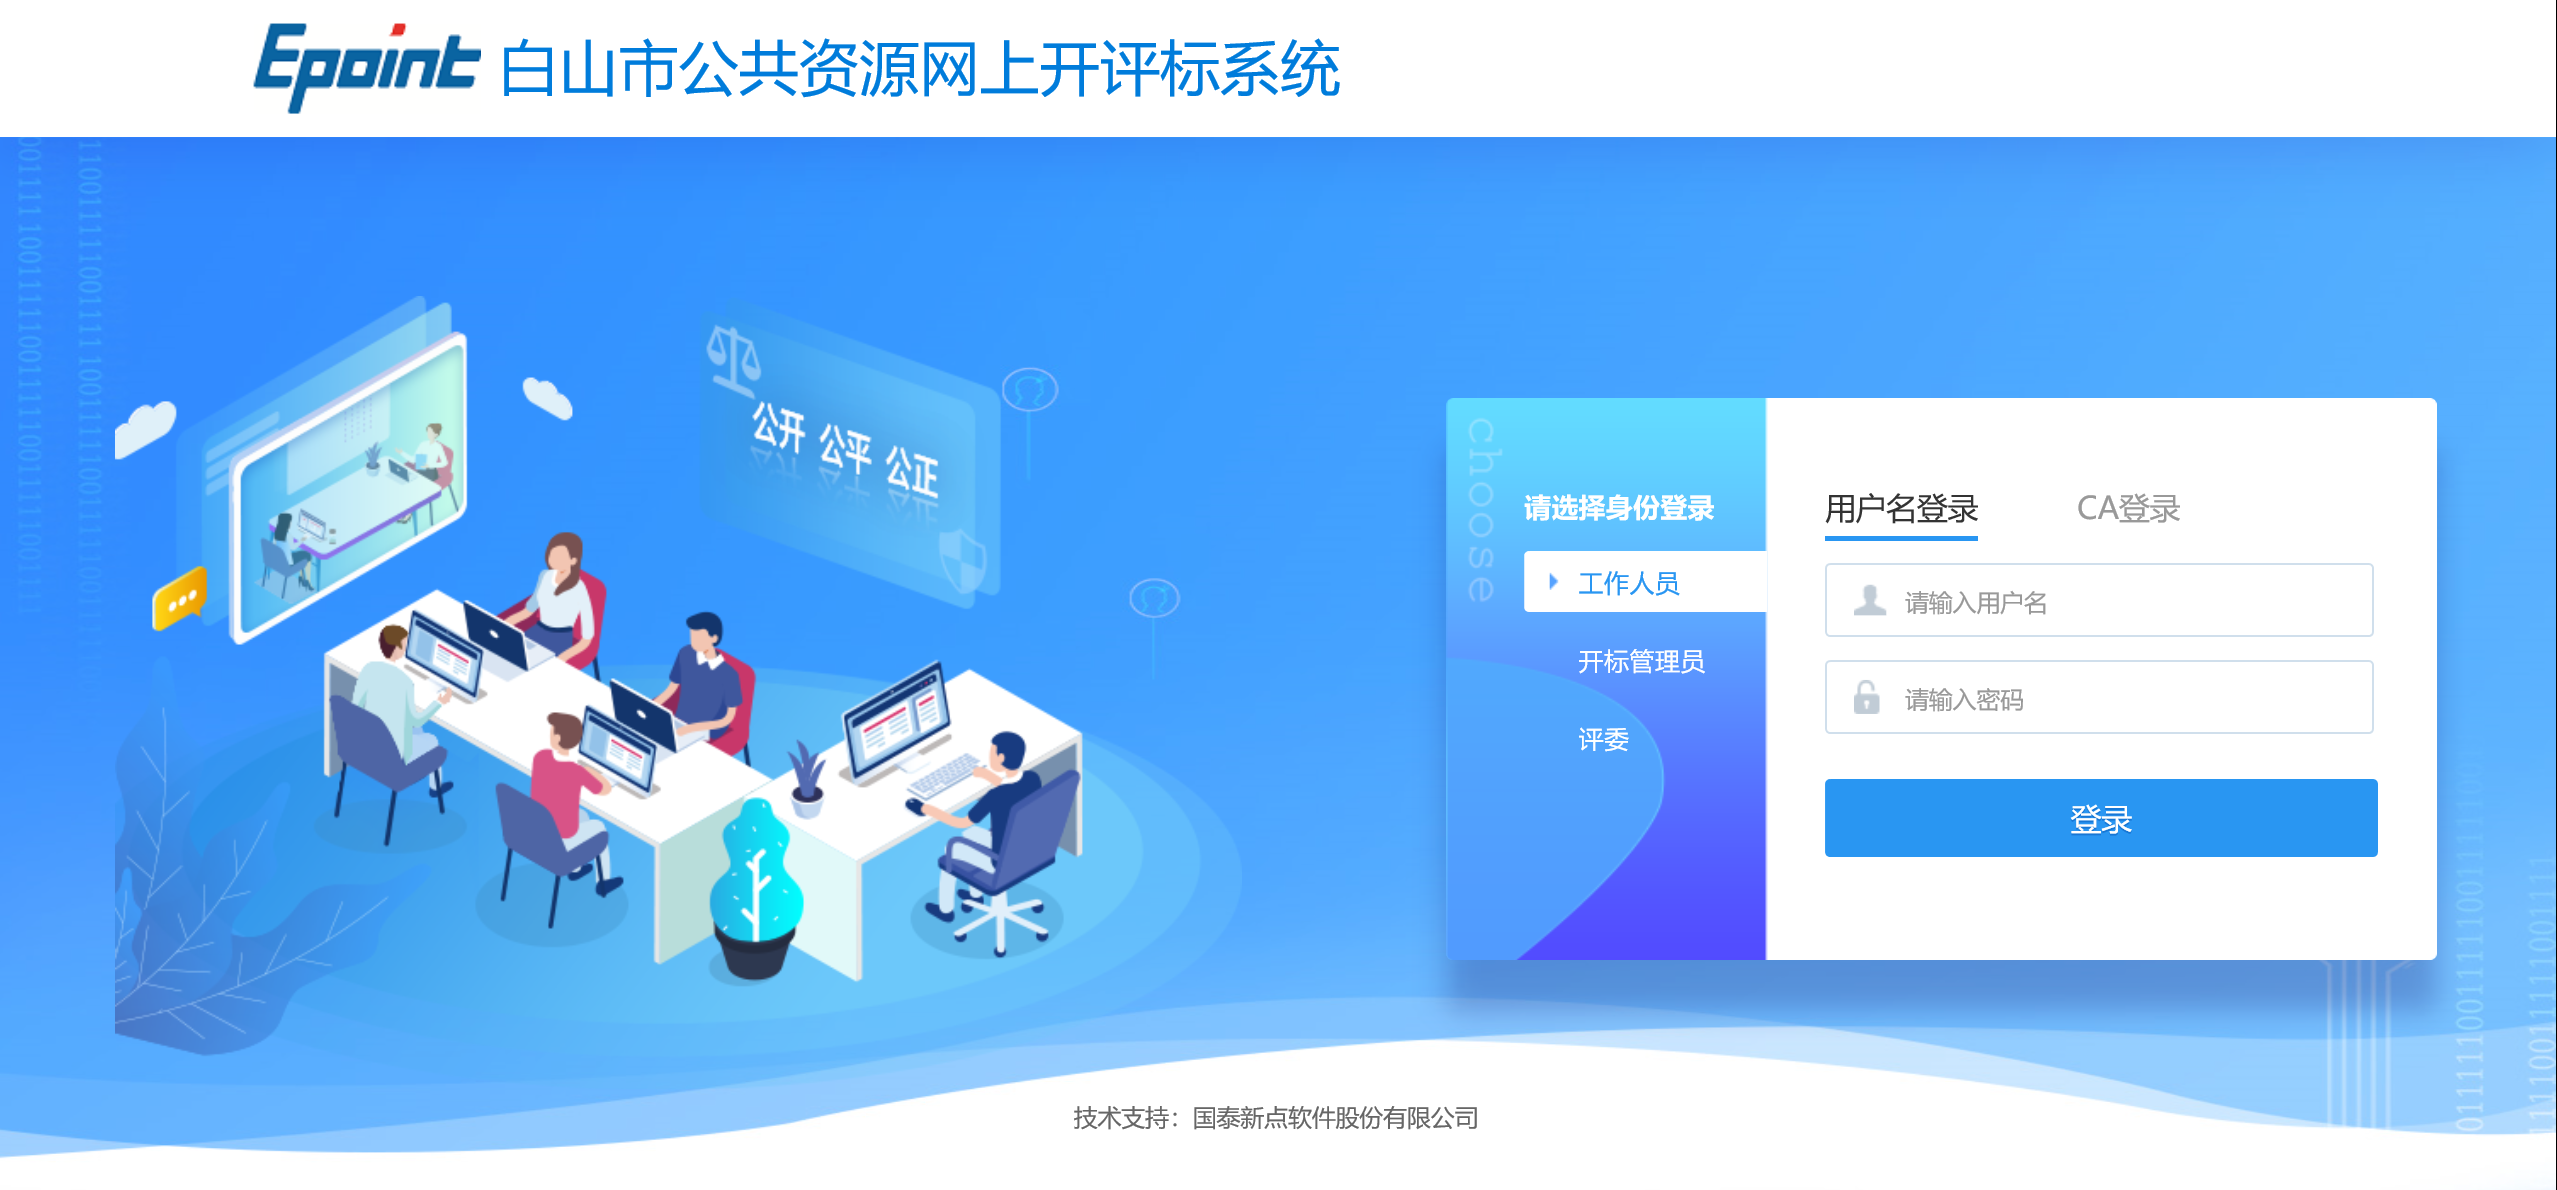 Epoint 白山市公共资源网上开评标系统
公开 公平 公正
choose
请选择身份登录
工作人员
开标管理员
评委
用户名登录 CA登录
请输入用户名
请输入密码
登录
技术支持：国泰新点软件股份有限公司